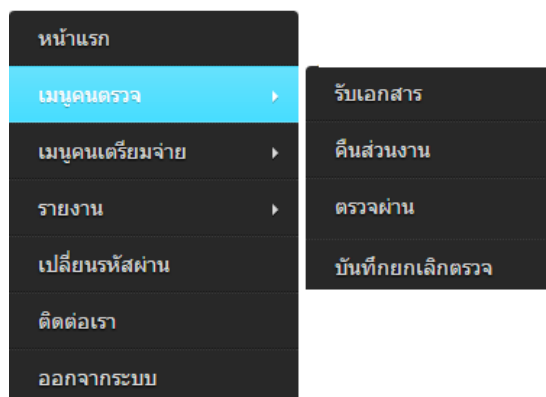 หน้าแรก
เมนูคนตรวจ
เมนูคนเตรียมจ่าย
รายงาน
เปลี่ยนรหัสผ่าน
ติดต่อเรา
ออกจากระบบ
รับเอกสาร
คืนส่วนงาน
ตรวจผ่าน
บันทึกยกเลิกตรวจ